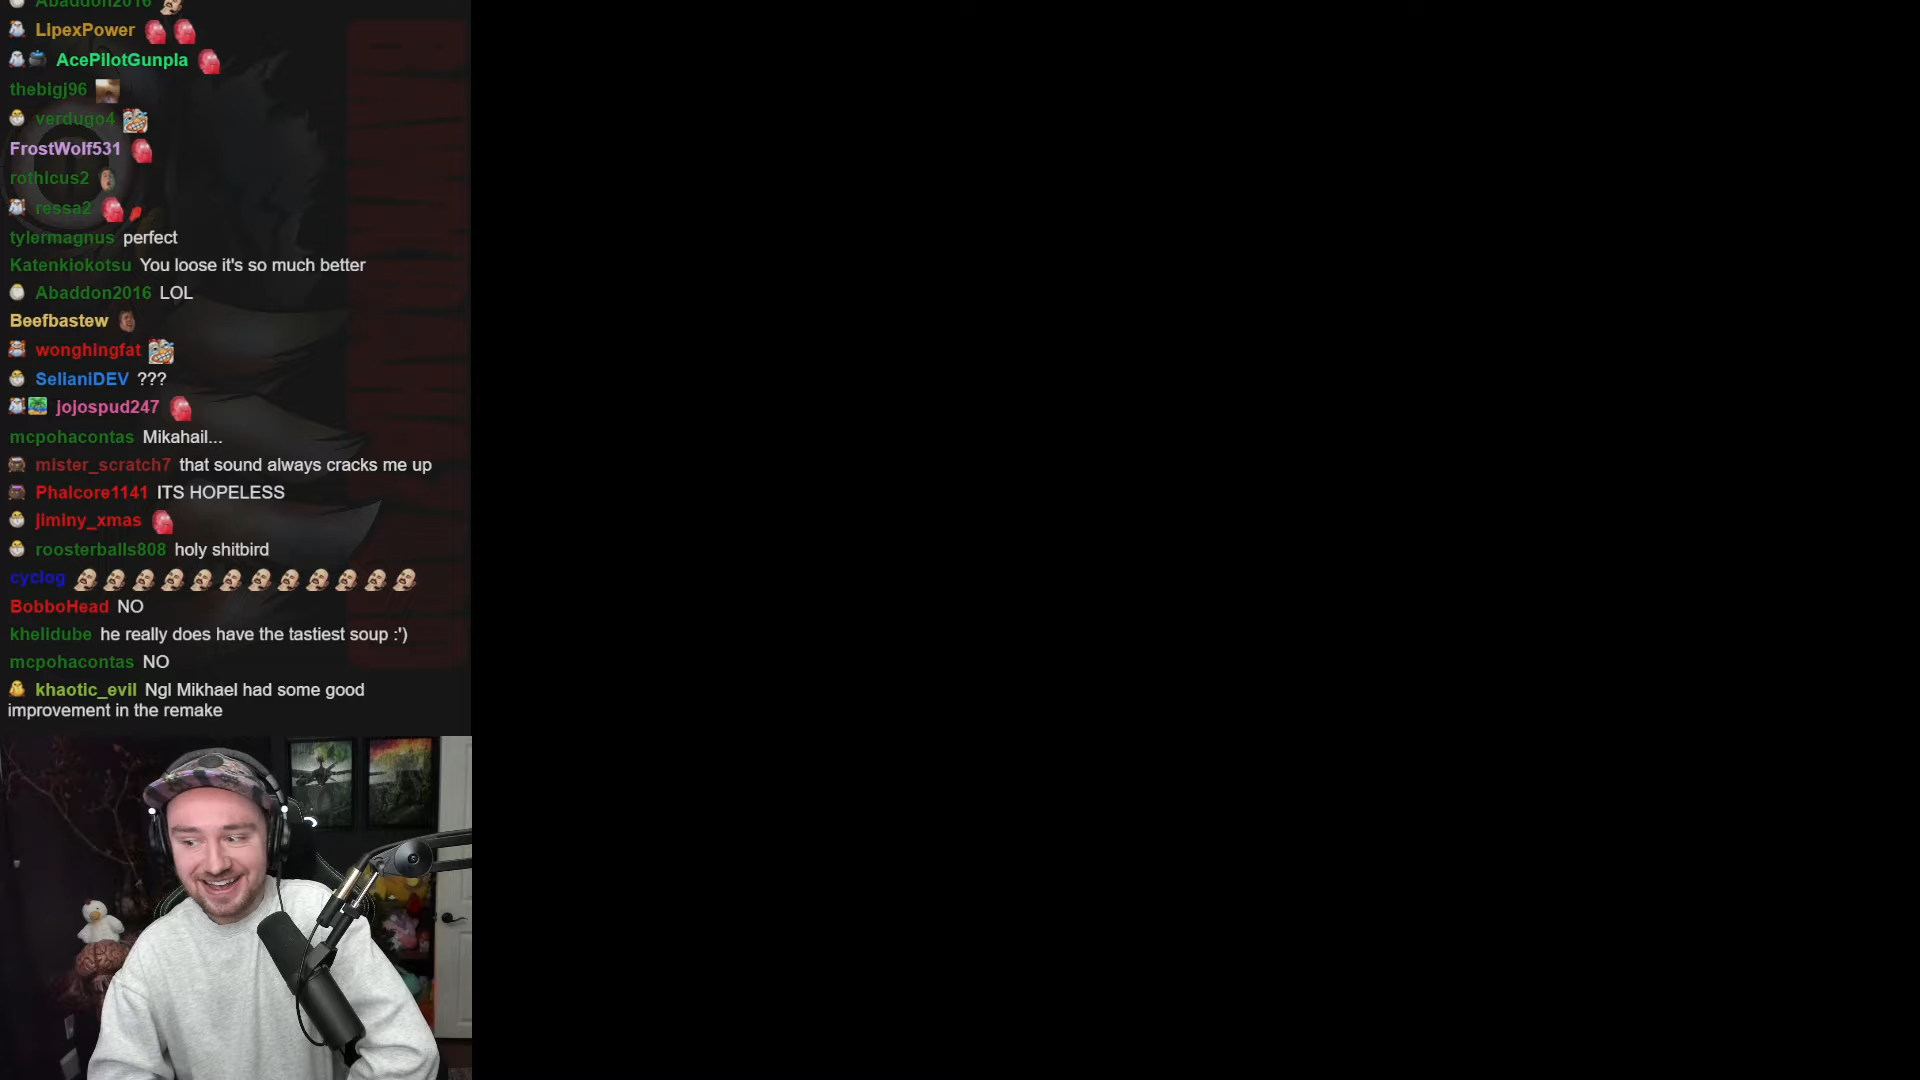 Abaddon2016
LipexPower
AcePilotGunpla
thebigj96
verdugo4
FrostWolf531
rothicus2
ressa2
tylermagnus perfect
Katenkiokotsu You loose it's so much better
Abaddon2016 LOL
Beefbastew
wonghingfat
SelianiDEV ???
jojospud247
mcpohacontas Mikahail...
mister_scratch7 that sound always cracks me up
Phalcore1141 ITS HOPELESS
jiminy_xmas
roosterballs808 holy shitbird
cyclog
BobboHead NO
khelldube he really does have the tastiest soup :')
mcpohacontas NO
khaotic_evil Ngl Mikhael had some good
improvement in the remake